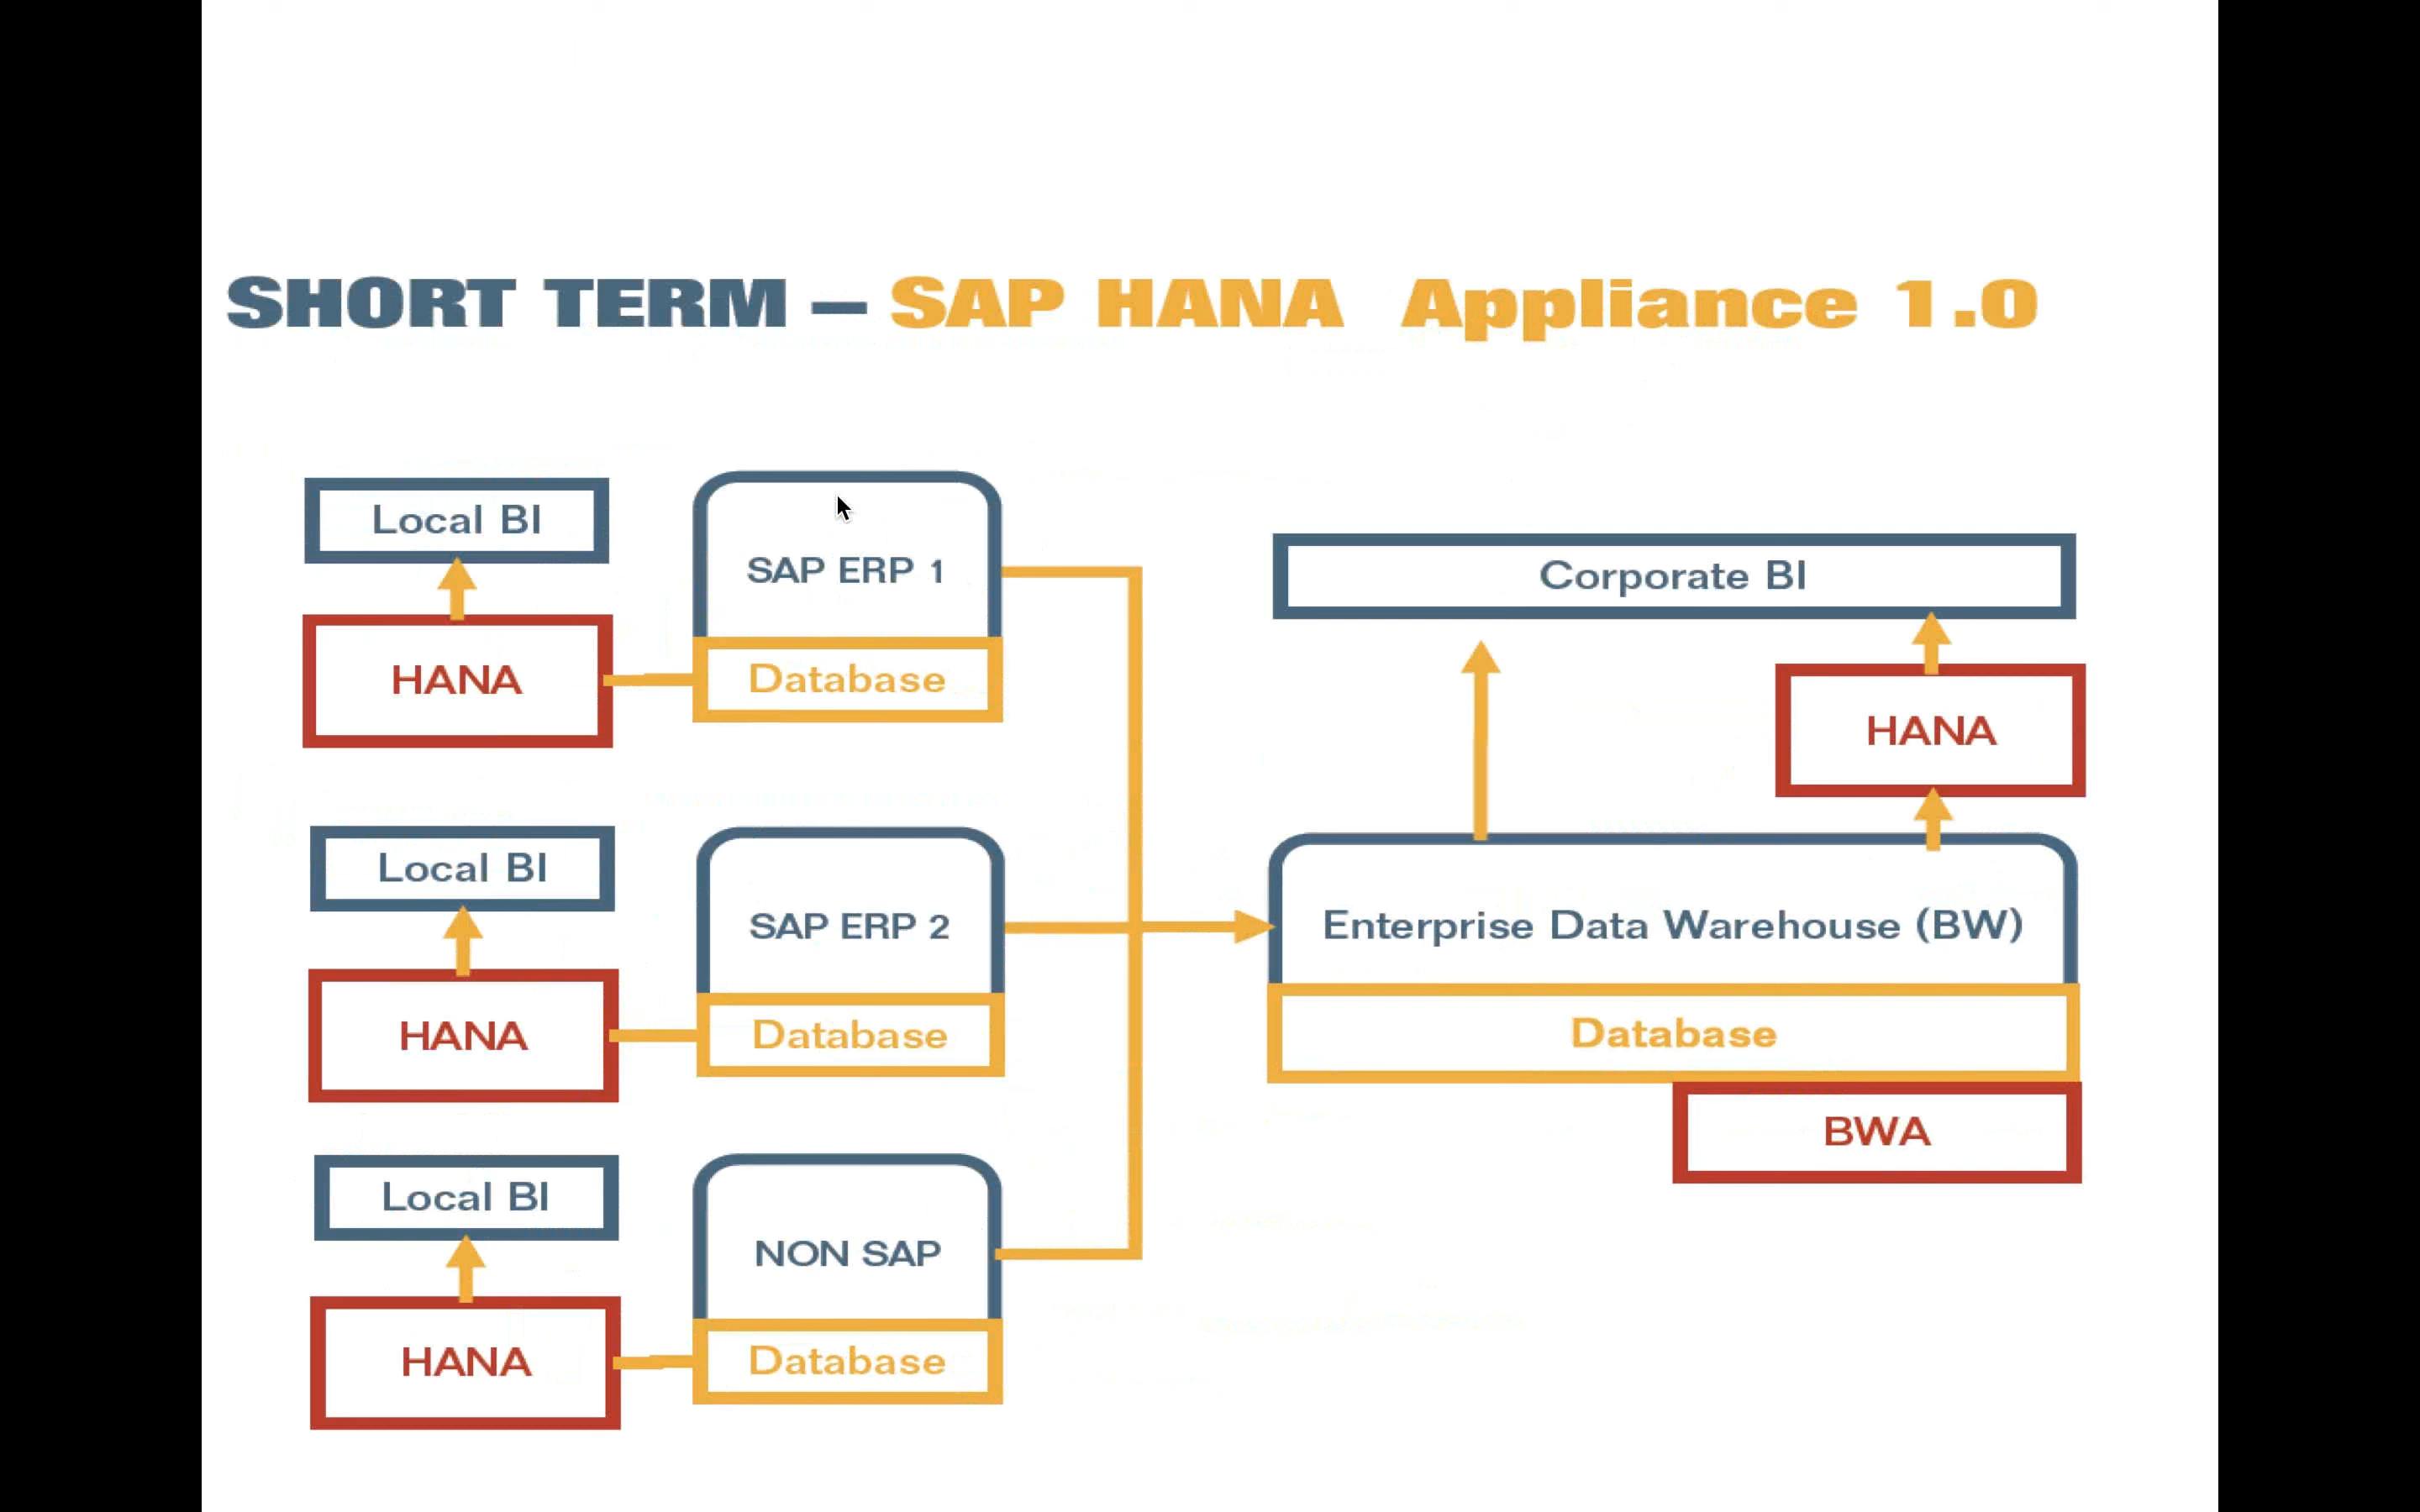 SHORT TERM – SAP HANA Appliance 1.0
Local BI
HANA
SAP ERP 1
Database
Local BI
HANA
SAP ERP 2
Database
Local BI
HANA
NON SAP
Database
Corporate BI
HANA
Enterprise Data Warehouse (BW)
Database
BWA